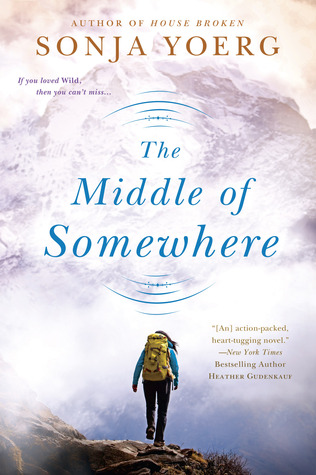 AUTHOR OF HOUSE BROKEN
SONJA YOERG
If you loved Wild,
then you can't miss...
The
Middle of
Somewhere
"[An] action-packed,
heart-tugging novel."
—New York Times
Bestselling Author
HEATHER GUDENKAUF